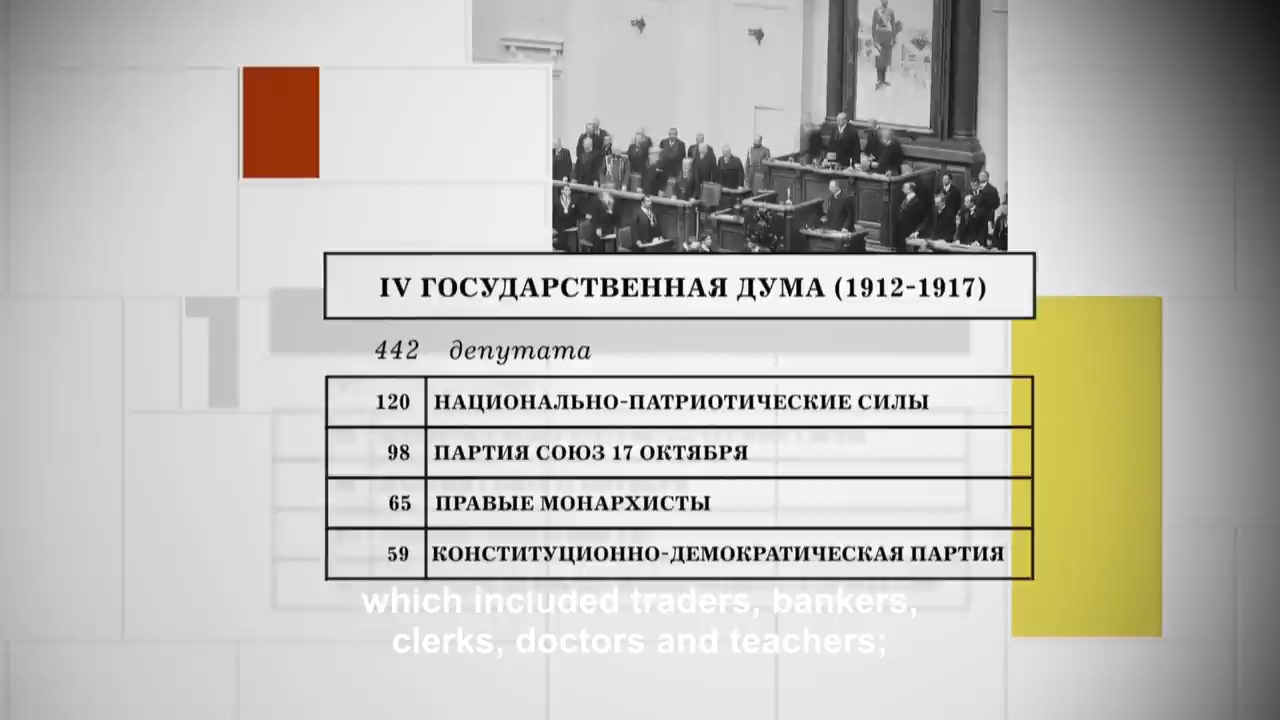 1
IV ГОСУДАРСТВЕННАЯ ДУМА (1912-1917)
442 депутата
120 НАЦИОНАЛЬНО-ПАТРИОТИЧЕСКИЕ СИЛЫ
98 ПАРТИЯ СОЮЗ 17 ОКТЯБРЯ
65 ПРАВЫЕ МОНАРХИСТЫ
59 КОНСТИТУЦИОННО-ДЕМОКРАТИЧЕСКАЯ ПАРТИЯ
which included traders, bankers,
clerks, doctors and teachers;